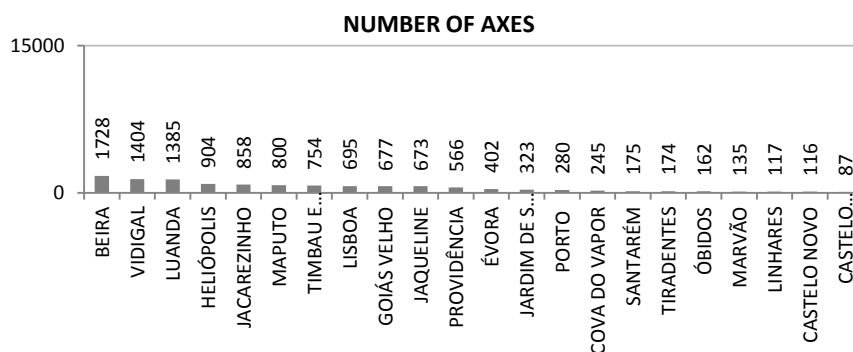 NUMBER OF AXES
15000
0
1728
1404
1385
904
858
800
754
695
677
673
566
402
323
280
245
175
174
162
135
117
116
87
BEIRA
VIDIGAL
LUANDA
HELIÓPOLIS
JACAREZINHO
MAPUTO
TIMBAU E…
LISBOA
GOIÁS VELHO
JAQUELINE
PROVIDÊNCIA
ÉVORA
JARDIM DE S…
PORTO
COVA DO VAPOR
SANTARÉM
TIRADENTES
ÓBIDOS
MARVÃO
LINHARES
CASTELO NOVO
CASTELO…